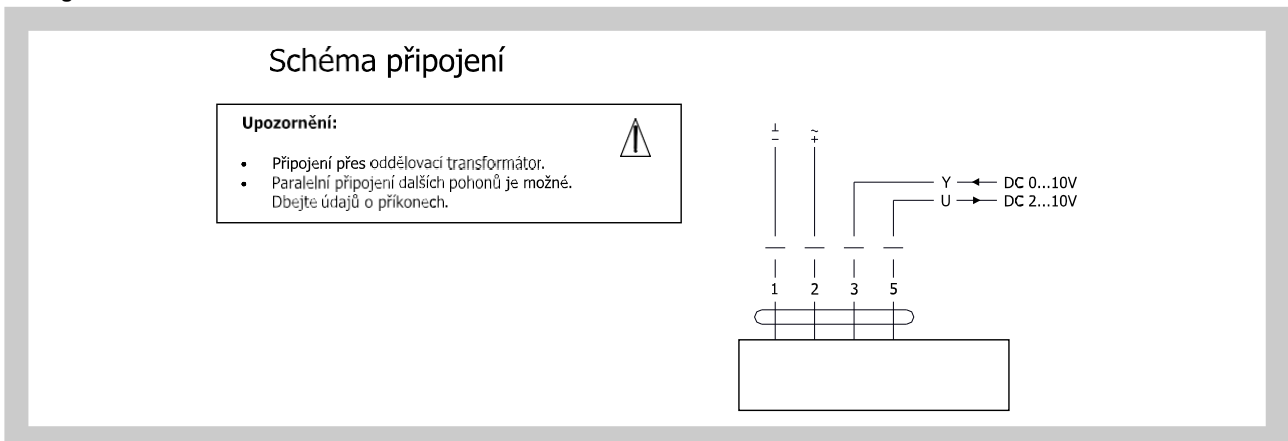 Schéma připojení
Upozornění:
• Připojení přes oddělovací transformátor.
• Paralelní připojení dalších pohonů je možné.
Dbejte údajů o příkonech.
⊥ ~
− +
Y DC 0...10V
U DC 2...10V
1 2 3 5